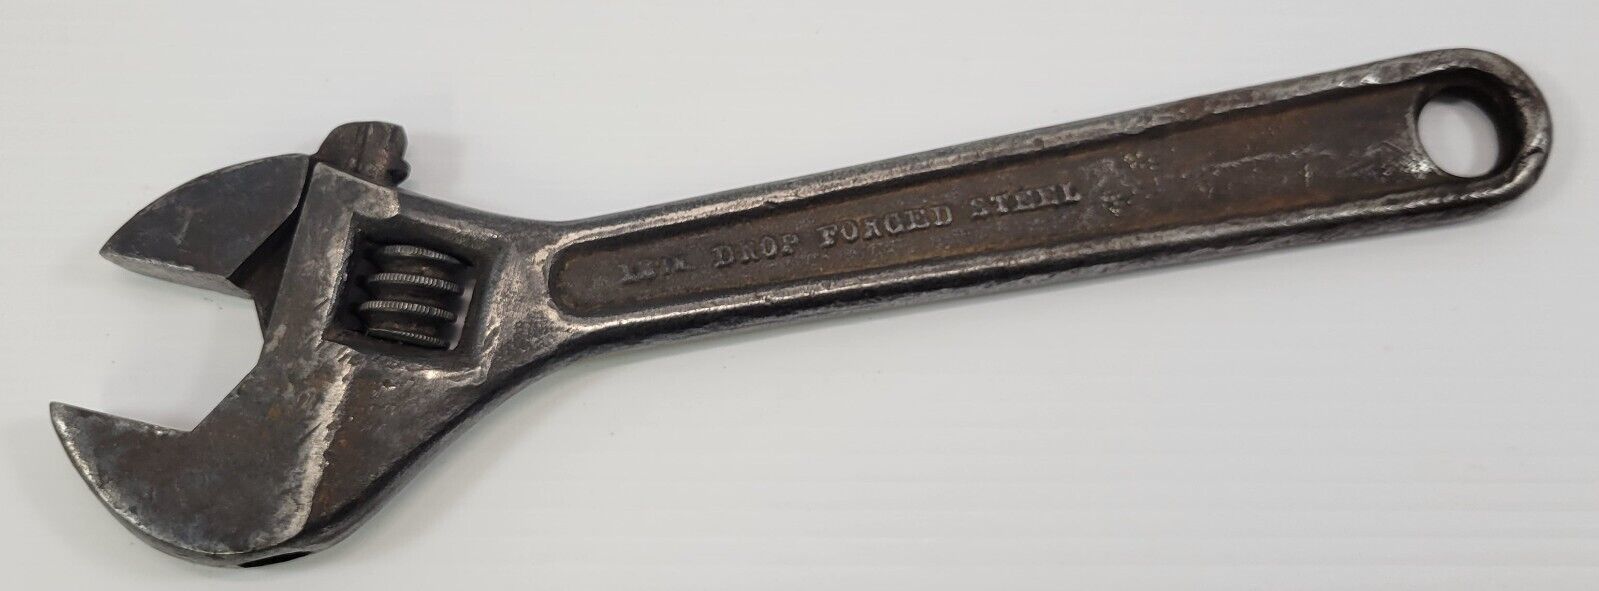 DROP FORGED STEEL